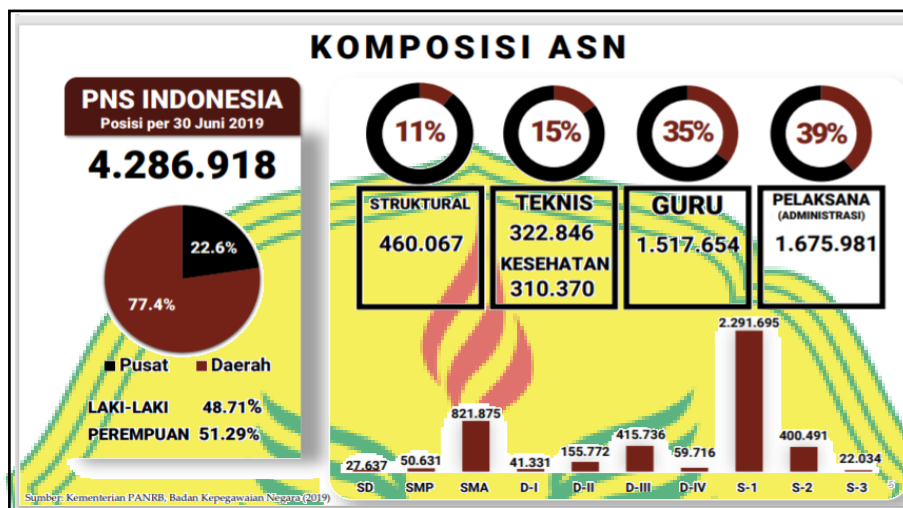 KOMPOSISI ASN
PNS INDONESIA
Posisi per 30 Juni 2019
4.286.918
22.6%
77.4%
Pusat
Daerah
LAKI-LAKI 48.71%
PEREMPUAN 51.29%
11%
15%
35%
39%
STRUKTURAL
460.067
TEKNIS
322.846
KESEHATAN
310.370
GURU
1.517.654
PELAKSANA
(ADMINISTRASI)
1.675.981
27.637
50.631
821.875
41.331
155.772
415.736
59.716
2.291.695
400.491
22.034
SD SMP SMA D-I D-II D-III D-IV S-1 S-2 S-3
Sumber: Kementerian PANRB, Badan Kepegawaian Negara (2019)